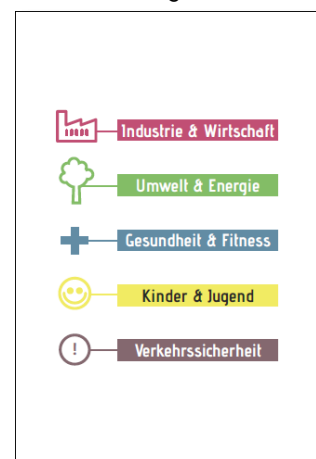 Industrie & Wirtschaft
Umwelt & Energie
Gesundheit & Fitness
Kinder & Jugend
! Verkehrssicherheit